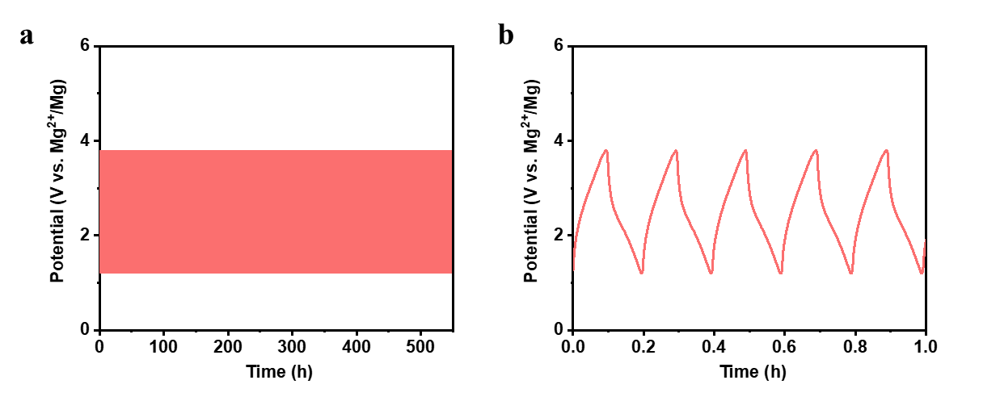 a
Potential (V vs. Mg²⁺/Mg)
6
4
2
0
0 100 200 300 400 500
Time (h)
b
Potential (V vs. Mg²⁺/Mg)
6
4
2
0
0.0 0.2 0.4 0.6 0.8 1.0
Time (h)